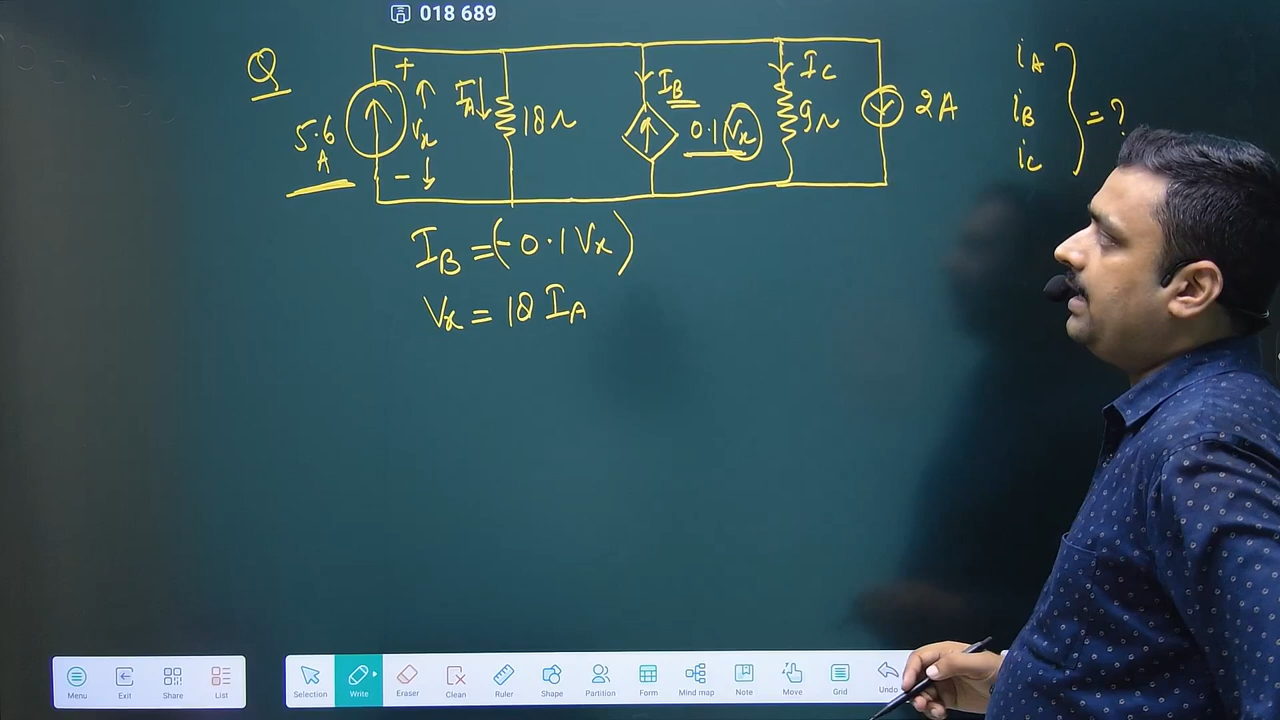 018 689
Q
5.6
A
+
Vx
-
IA
18Ω
IB
0.1 Vx
IC
9Ω
2A
iA
iB
iC
= ?
IB = (-0.1Vx)
Vx = 18 IA
Menu
Exit
Share
List
Selection
Write
Eraser
Clean
Ruler
Shape
Partition
Form
Mind map
Note
Move
Grid
Undo